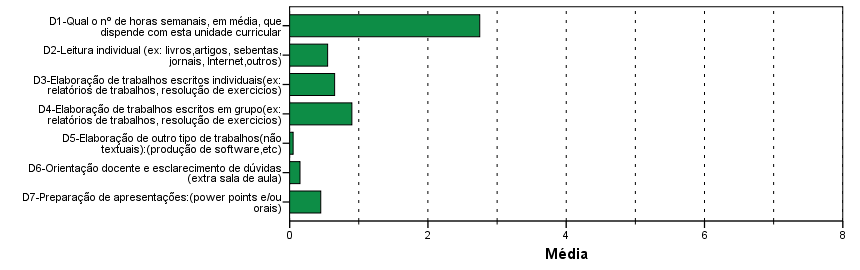 D1-Qual o nº de horas semanais, em média, que
dispende com esta unidade curricular
D2-Leitura individual (ex: livros,artigos, sebentas,
jornais, Internet,outros)
D3-Elaboração de trabalhos escritos individuais(ex:
relatórios de trabalhos, resolução de exercicios)
D4-Elaboração de trabalhos escritos em grupo(ex:
relatórios de trabalhos, resolução de exercicios)
D5-Elaboração de outro tipo de trabalhos(não
textuais):(produção de software,etc)
D6-Orientação docente e esclarecimento de dúvidas
(extra sala de aula)
D7-Preparação de apresentações:(power points e/ou
orais)
0 2 4 6 8
Média